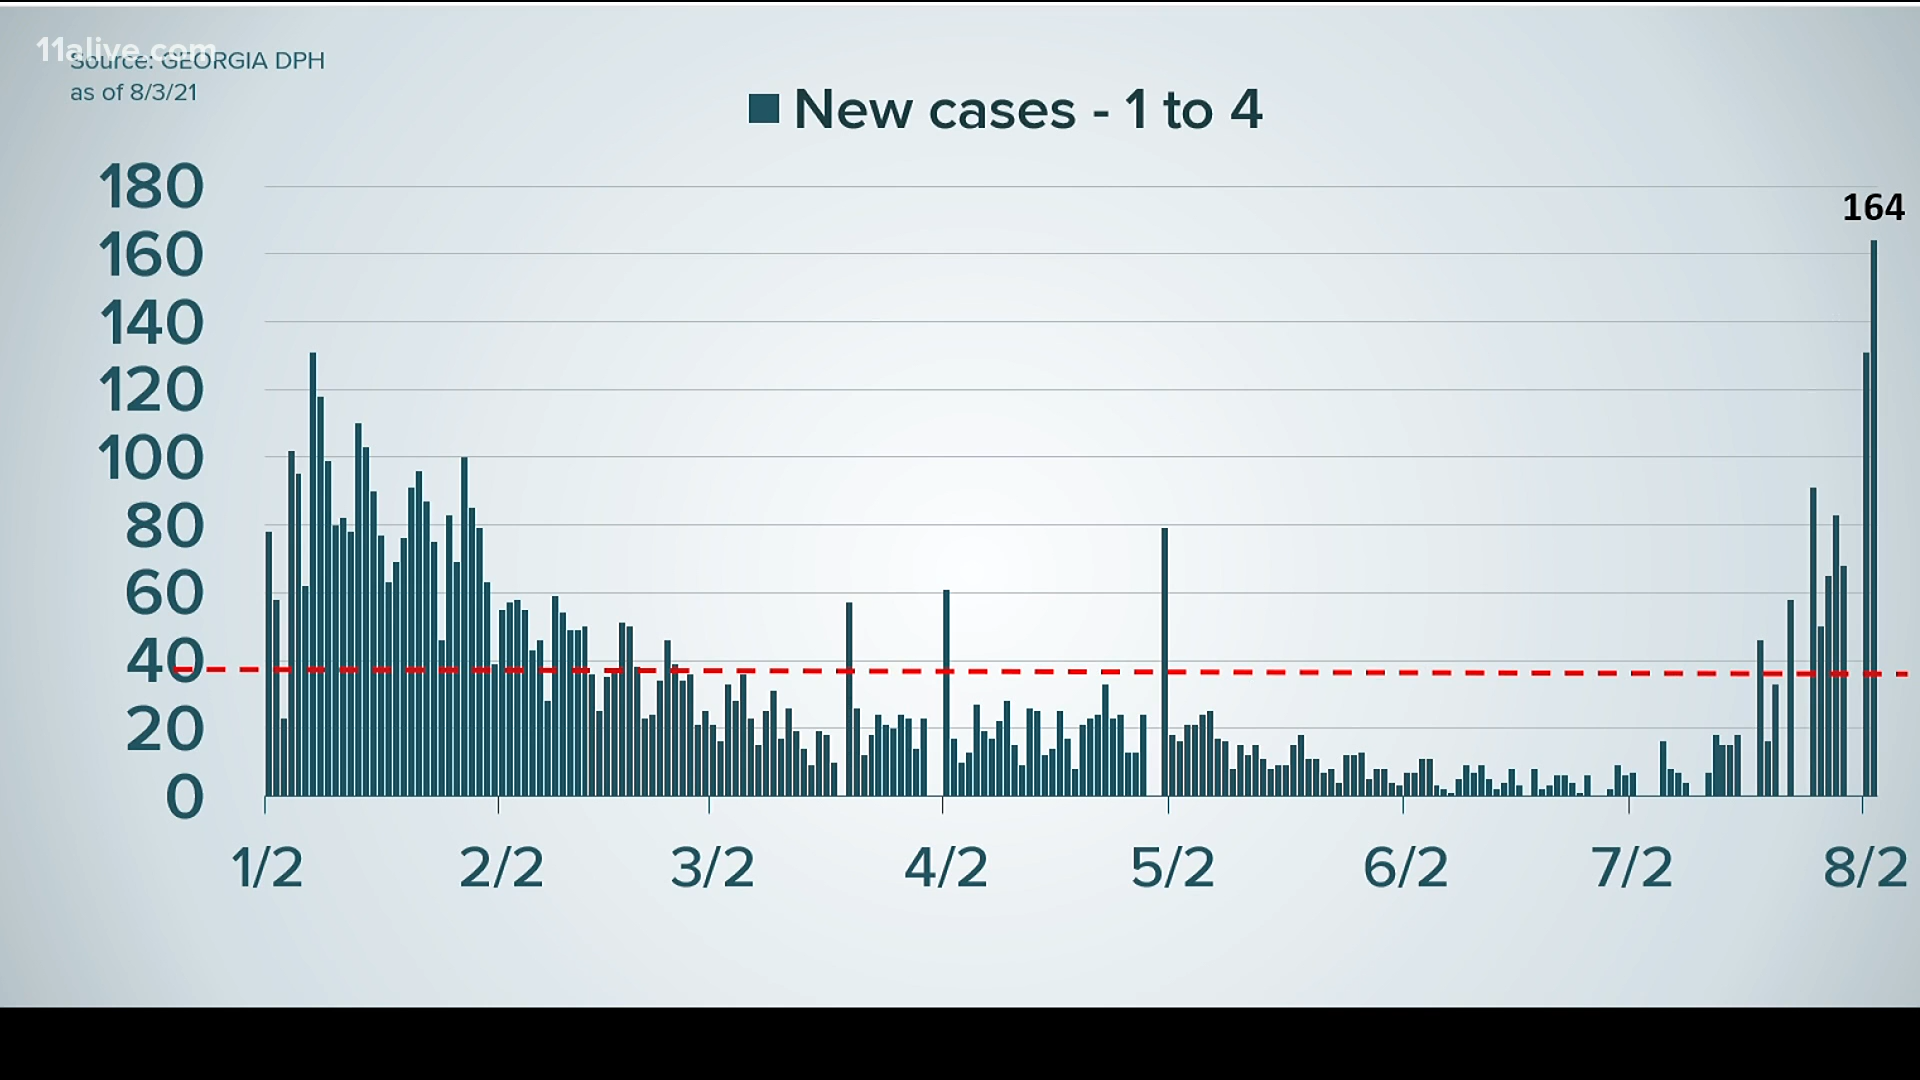 11alive.com
Source: GEORGIA DPH
as of 8/3/21
New cases - 1 to 4
180
164
160
140
120
100
80
60
40
20
0
1/2 2/2 3/2 4/2 5/2 6/2 7/2 8/2